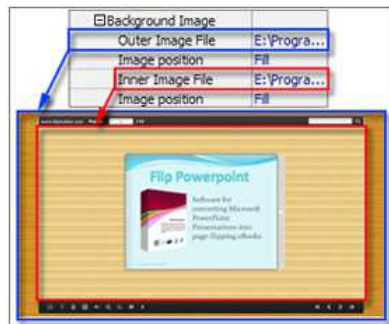 Background Image
Outer Image File E:\Progra...
Image position Fill
Inner Image File E:\Progra...
Image position Fill
Flip Powerpoint
Software for
converting Microsoft
PowerPoint
Presentations into
page-flipping eBooks